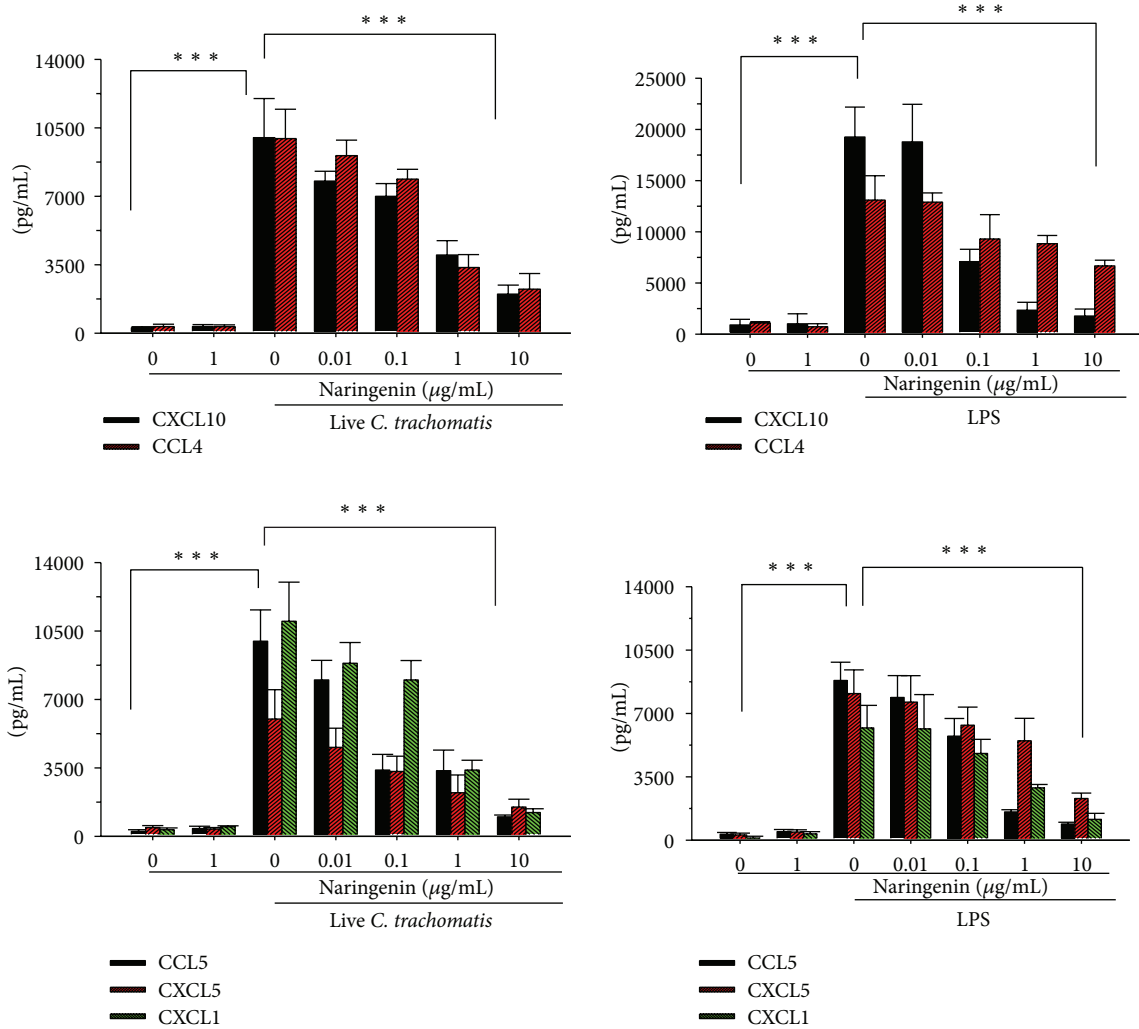 * * *
* * *
14000
10500
7000
3500
0
(pg/mL)
0 1 0 0.01 0.1 1 10
Naringenin (μg/mL)
Live C. trachomatis
CXCL10
CCL4
* * *
* * *
25000
20000
15000
10000
5000
0
(pg/mL)
0 1 0 0.01 0.1 1 10
Naringenin (μg/mL)
LPS
CXCL10
CCL4
* * *
* * *
14000
10500
7000
3500
0
(pg/mL)
0 1 0 0.01 0.1 1 10
Naringenin (μg/mL)
Live C. trachomatis
CCL5
CXCL5
CXCL1
* * *
* * *
14000
10500
7000
3500
0
(pg/mL)
0 1 0 0.01 0.1 1 10
Naringenin (μg/mL)
LPS
CCL5
CXCL5
CXCL1